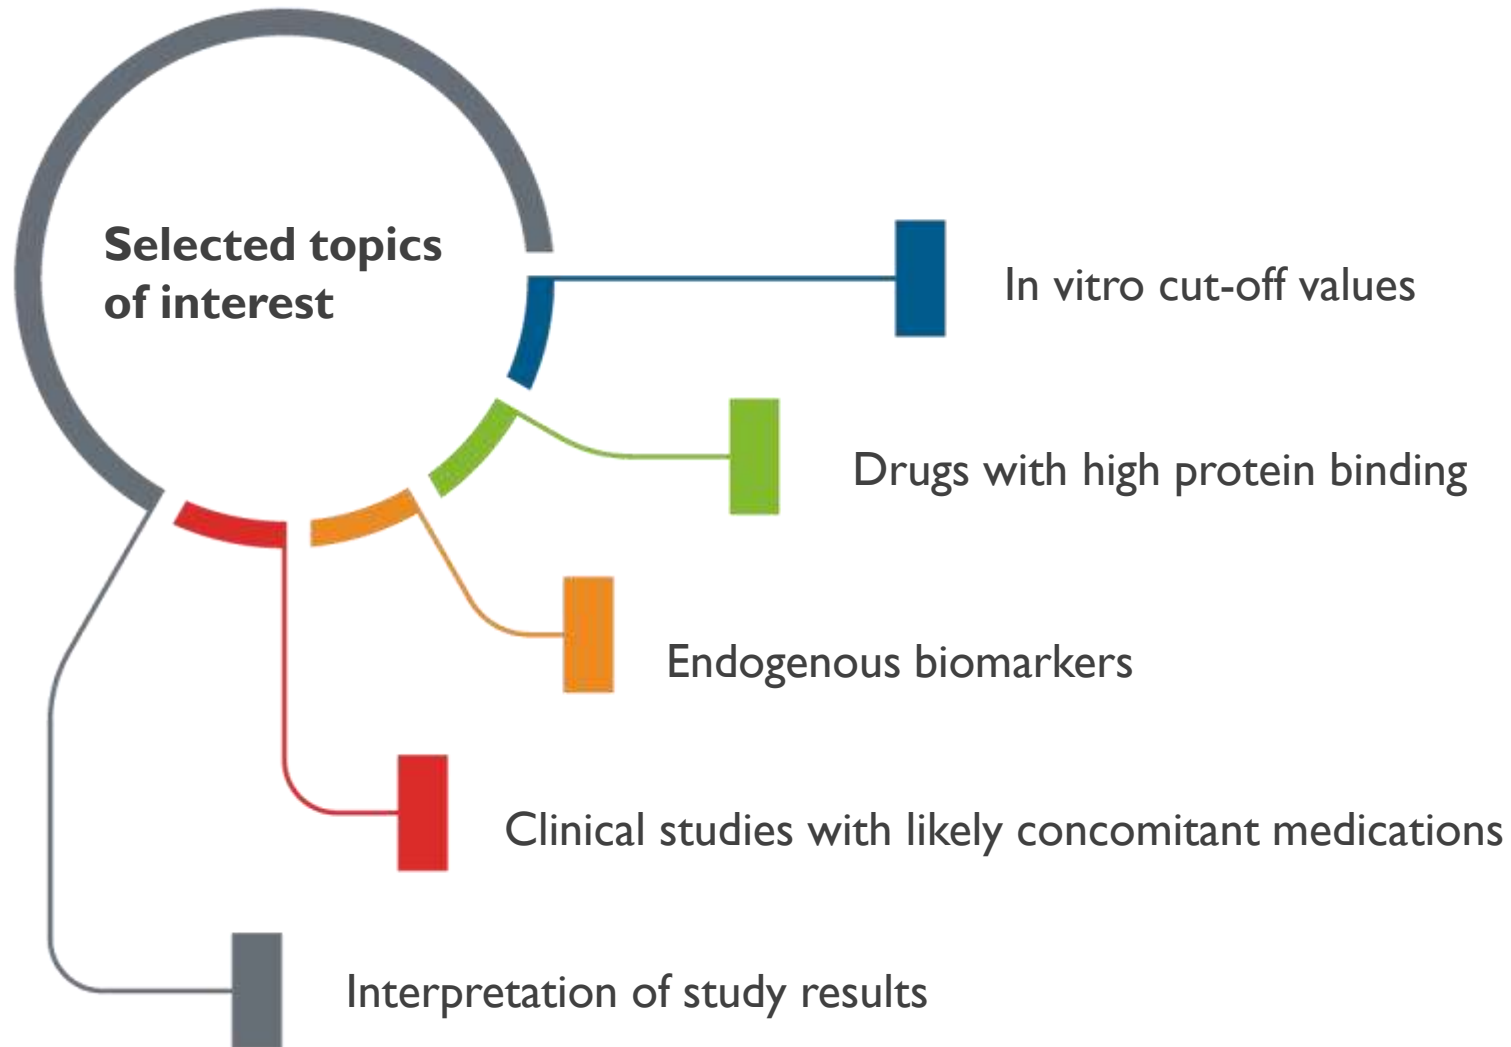 Selected topics
of interest
In vitro cut-off values
Drugs with high protein binding
Endogenous biomarkers
Clinical studies with likely concomitant medications
Interpretation of study results